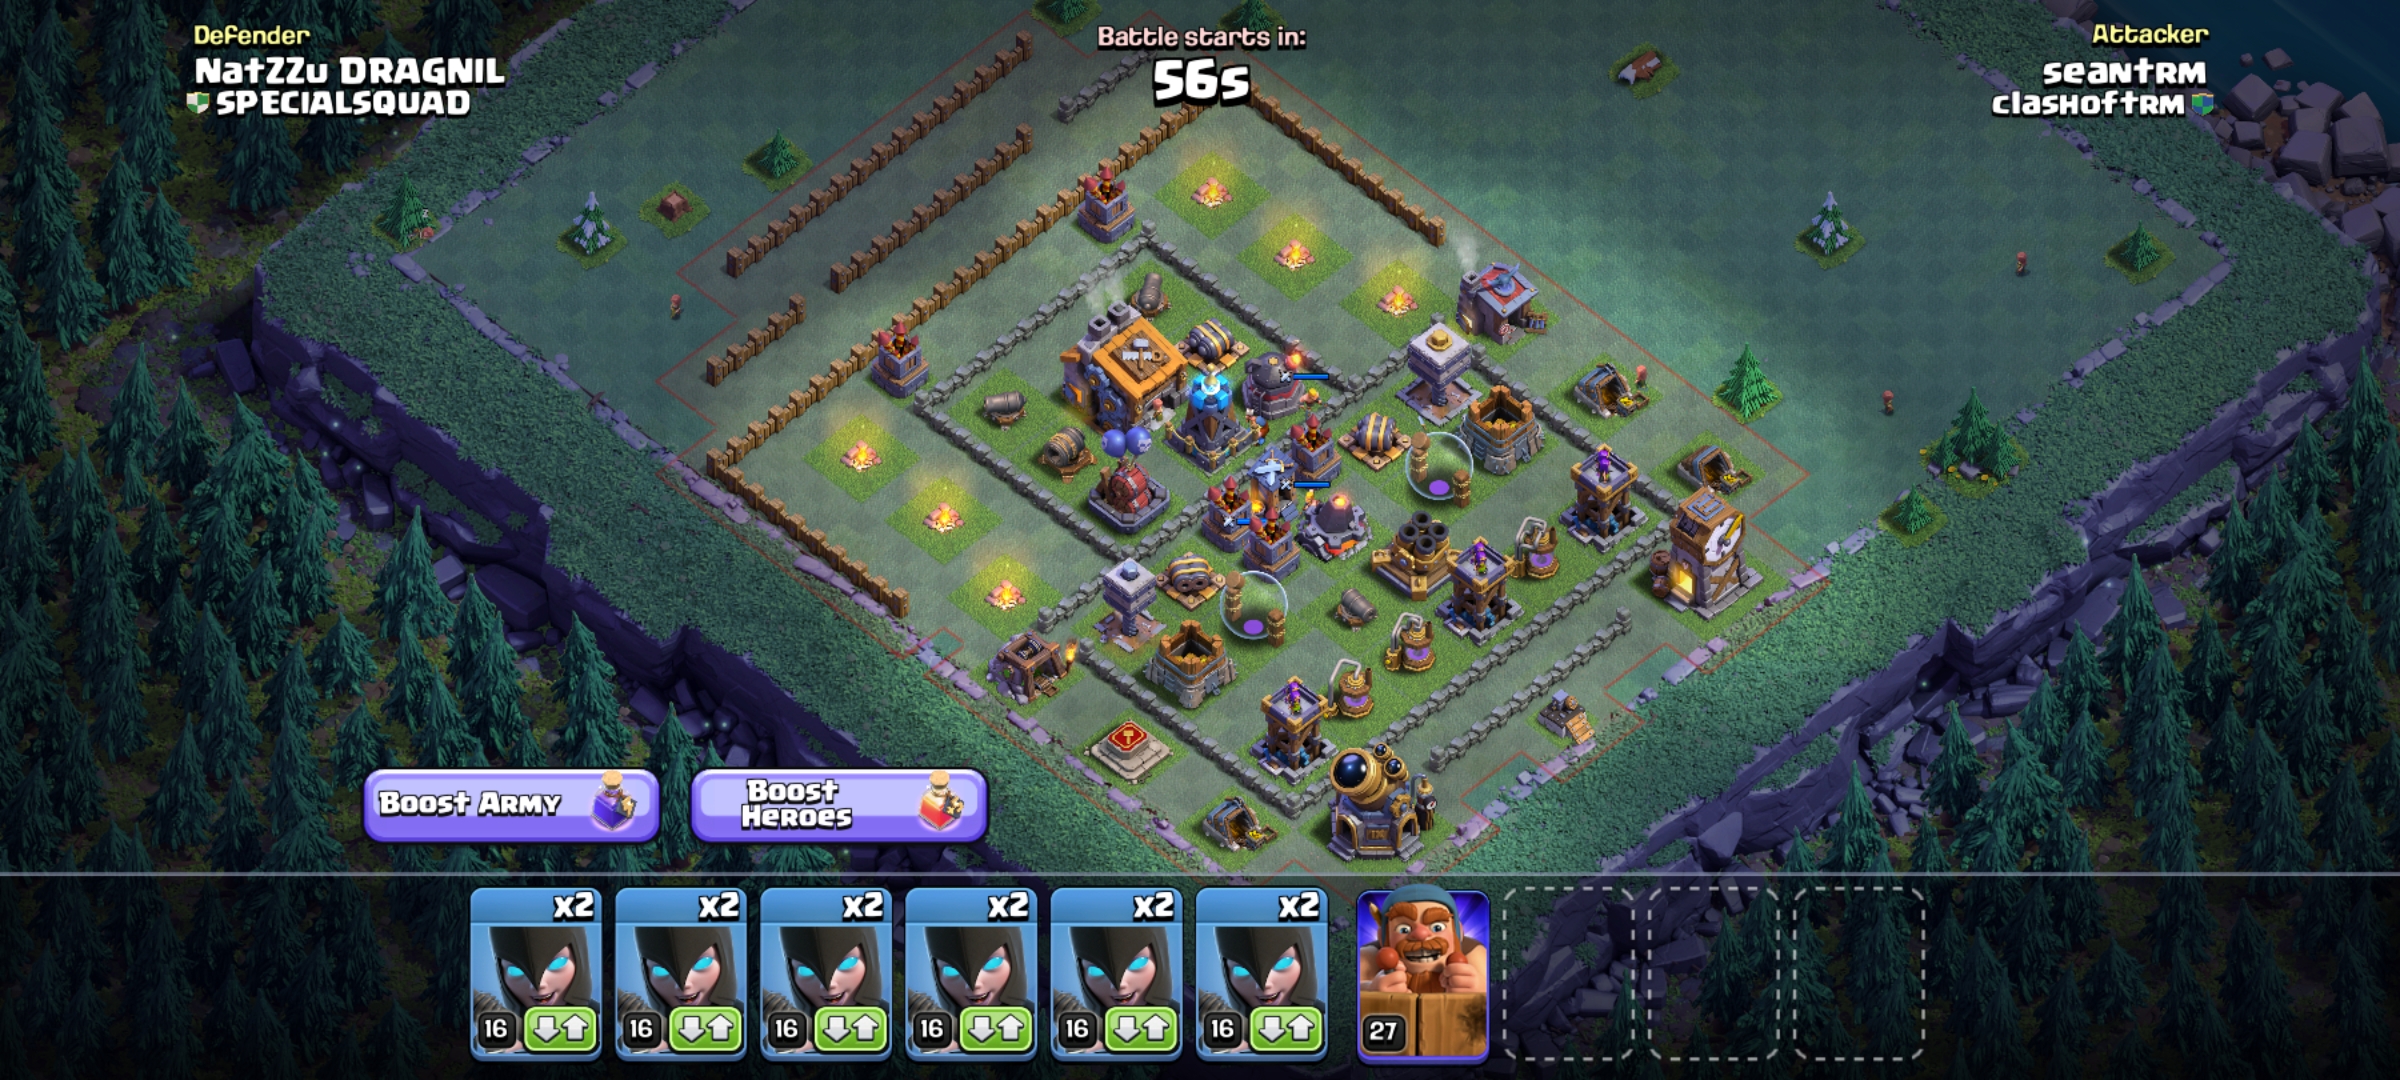 Defender
NatZZu DRAGNIL
SPECIALSQUAD
Battle starts in:
56s
Attacker
seantRM
clashoftRM
Boost Army
Boost
Heroes
x2
x2
x2
x2
x2
x2
16
16
16
16
16
16
27